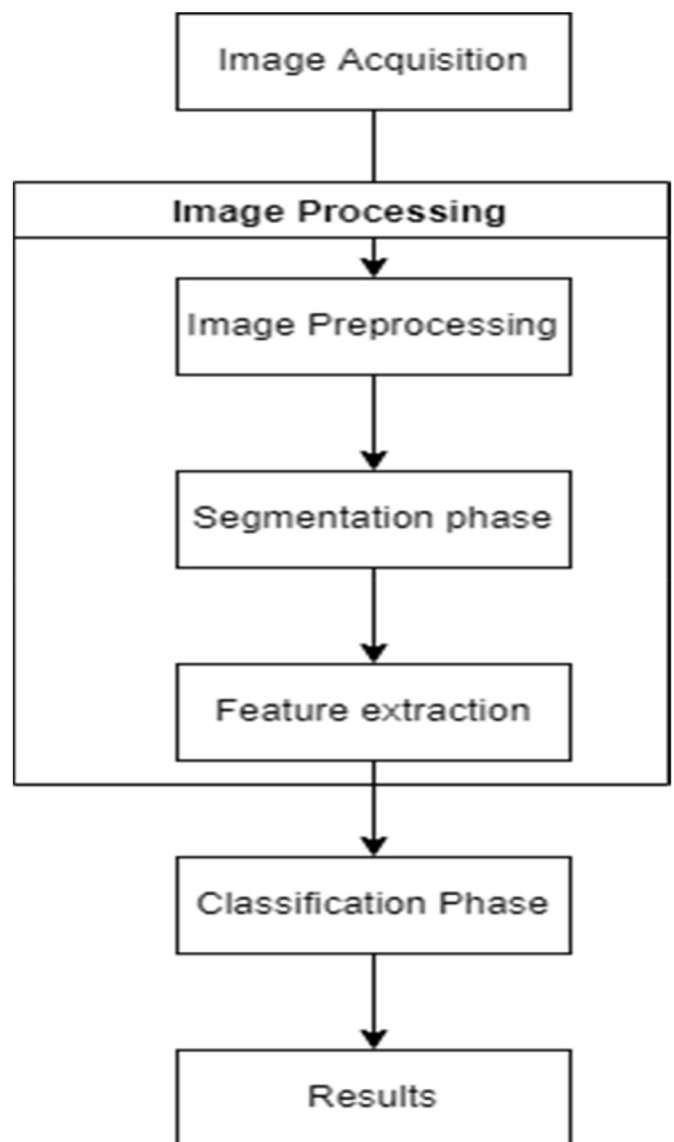 Image Acquisition
Image Processing
Image Preprocessing
Segmentation phase
Feature extraction
Classification Phase
Results